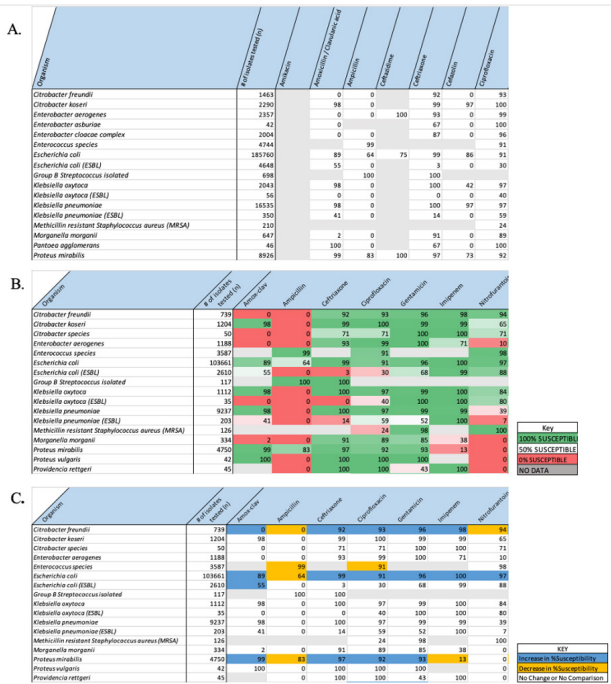 A.
Organism # of isolates tested (n) Amikacin Amoxicillin / Clavulanic acid Ampicillin Ceftazidime Ceftriaxone Cefazolin Ciprofloxacin
Citrobacter freundii 1463 0 0 92 0 93
Citrobacter koseri 2290 98 0 99 97 100
Enterobacter aerogenes 2357 0 0 100 93 0 99
Enterobacter asburiae 42 0 0 67 0 100
Enterobacter cloacae complex 2004 0 0 87 0 96
Enterococcus species 4744 99 91
Escherichia coli 185760 89 64 75 99 86 91
Escherichia coli (ESBL) 4648 55 0 3 0 30
Group B Streptococcus isolated 698 100 100
Klebsiella oxytoca 2043 98 0 100 42 97
Klebsiella oxytoca (ESBL) 56 0 0 0 0 40
Klebsiella pneumoniae 16535 98 0 100 97 97
Klebsiella pneumoniae (ESBL) 350 41 0 14 0 59
Methicillin resistant Staphylococcus aureus (MRSA) 210 24
Morganella morganii 647 2 0 91 0 89
Pantoea agglomerans 46 100 0 67 0 100
Proteus mirabilis 8926 99 83 100 97 73 92
B.
Organism # of isolates tested (n) Amox-clav Ampicillin Ceftriaxone Ciprofloxacin Gentamicin Imipenem Nitrofurantoin
Citrobacter freundii 739 0 0 92 93 96 98 94
Citrobacter koseri 1204 98 0 99 100 99 99 65
Citrobacter species 50 0 0 71 71 100 100 71
Enterobacter aerogenes 1188 0 0 93 99 100 71 10
Enterococcus species 3587 99 91 98
Escherichia coli 103661 89 64 99 91 96 100 97
Escherichia coli (ESBL) 2610 55 0 3 30 68 99 88
Group B Streptococcus isolated 117 100 100
Klebsiella oxytoca 1112 98 0 100 97 99 100 84
Klebsiella oxytoca (ESBL) 35 0 0 0 40 100 100 80
Klebsiella pneumoniae 9237 98 0 100 97 99 99 39
Klebsiella pneumoniae (ESBL) 203 41 0 14 59 52 100 7
Methicillin resistant Staphylococcus aureus (MRSA) 126 24 98 100
Morganella morganii 334 2 0 91 89 85 38 0
Proteus mirabilis 4750 99 83 97 92 93 13 0
Proteus vulgaris 42 100 0 100 100 100 0
Providencia rettgeri 45 0 100 100 43 100 0
Key
100% SUSCEPTIBLE
50% SUSCEPTIBLE
0% SUSCEPTIBLE
NO DATA
C.
Organism # of isolates tested (n) Amox-clav Ampicillin Ceftriaxone Ciprofloxacin Gentamicin Imipenem Nitrofurantoin
Citrobacter freundii 739 0 0 92 93 96 98 94
Citrobacter koseri 1204 98 0 99 100 99 99 65
Citrobacter species 50 0 0 71 71 100 100 71
Enterobacter aerogenes 1188 0 0 93 99 100 71 10
Enterococcus species 3587 99 91 98
Escherichia coli 103661 89 64 99 91 96 100 97
Escherichia coli (ESBL) 2610 55 0 3 30 68 99 88
Group B Streptococcus isolated 117 100 100
Klebsiella oxytoca 1112 98 0 100 97 99 100 84
Klebsiella oxytoca (ESBL) 35 0 0 0 40 100 100 80
Klebsiella pneumoniae 9237 98 0 100 97 99 99 39
Klebsiella pneumoniae (ESBL) 203 41 0 14 59 52 100 7
Methicillin resistant Staphylococcus aureus (MRSA) 126 24 98 100
Morganella morganii 334 2 0 91 89 85 38 0
Proteus mirabilis 4750 99 83 97 92 93 13 0
Proteus vulgaris 42 100 0 100 100 100 0
Providencia rettgeri 45 0 100 100 43 100 0
KEY
Increase in %Susceptibility
Decrease in %Susceptibility
No Change or No Comparison